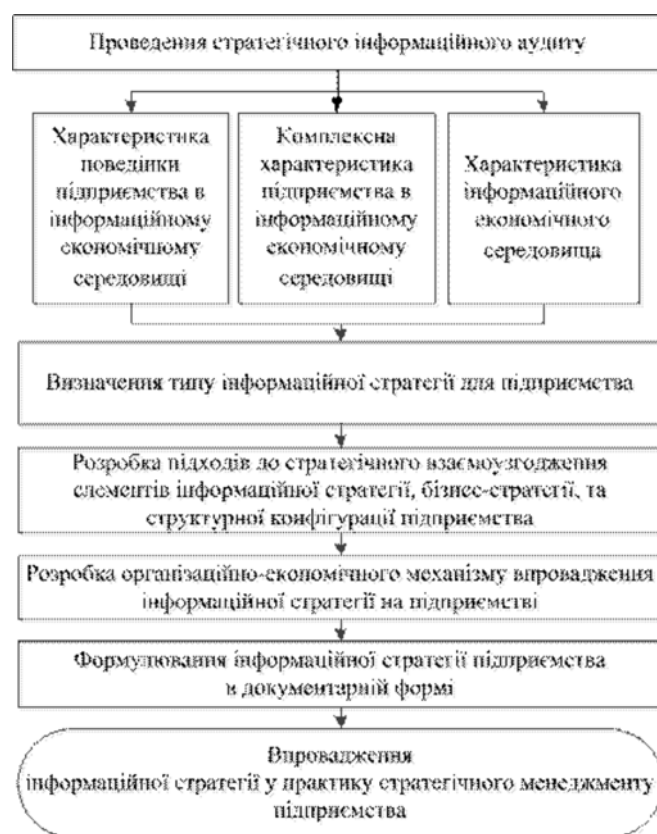 Проведення стратегічного інформаційного аудиту
Характеристика
поведінки
підприємства в
інформаційному
економічному
середовищі
Комплексна
характеристика
підприємства в
інформаційному
економічному
середовищі
Характеристика
інформаційного
економічного
середовища
Визначення типу інформаційної стратегії для підприємства
Розробка підходів до стратегічного взаємоузгодження
елементів інформаційної стратегії, бізнес-стратегії, та
структурної конфігурації підприємства
Розробка організаційно-економічного механізму впровадження
інформаційної стратегії на підприємстві
Формулювання інформаційної стратегії підприємства
в документарній формі
Впровадження
інформаційної стратегії у практику стратегічного менеджменту
підприємства